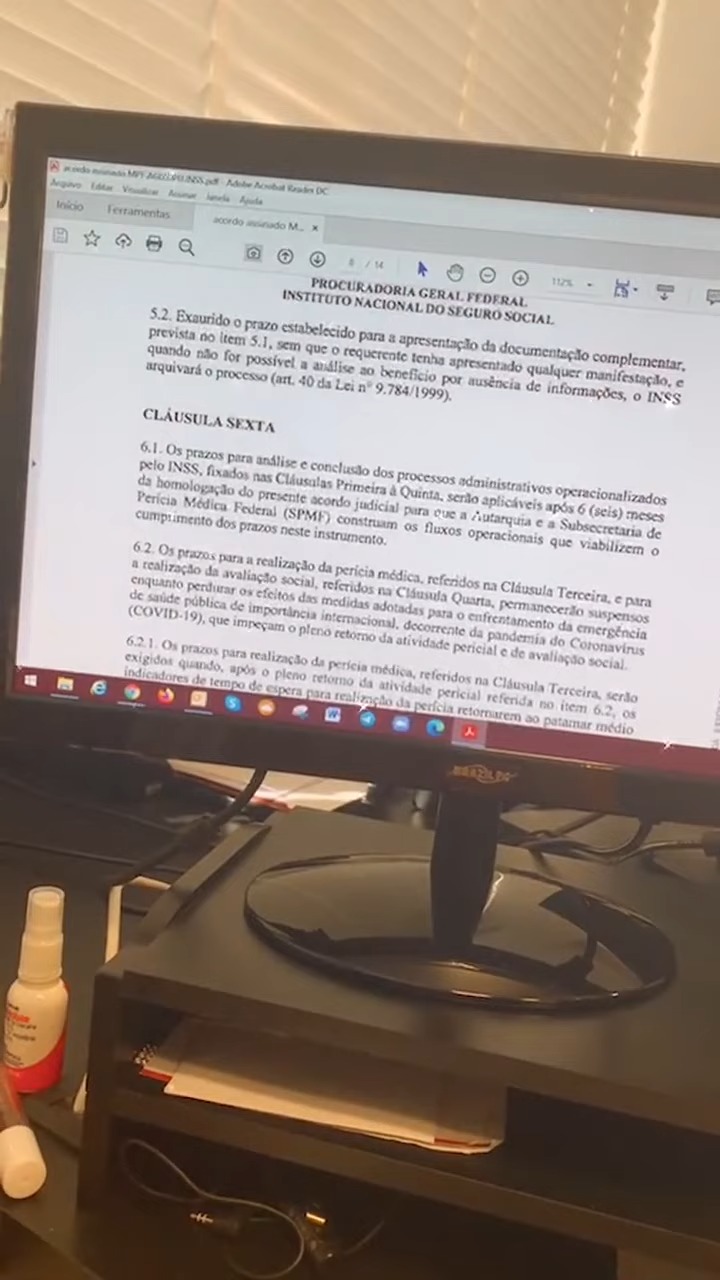 acordo assinado MPF-AGU-DPU-INSS.pdf - Adobe Acrobat Reader DC
Arquivo Editar Visualizar Assinar Janela Ajuda
Início Ferramentas acordo assinado M... ×
8 / 14 112%
PROCURADORIA GERAL FEDERAL
INSTITUTO NACIONAL DO SEGURO SOCIAL
5.2. Exaurido o prazo estabelecido para a apresentação da documentação complementar,
prevista no item 5.1, sem que o requerente tenha apresentado qualquer manifestação, e
quando não for possível a análise ao benefício por ausência de informações, o INSS
arquivará o processo (art. 40 da Lei nº 9.784/1999).
CLÁUSULA SEXTA
6.1. Os prazos para análise e conclusão dos processos administrativos operacionalizados
pelo INSS, fixados nas Cláusulas Primeira à Quinta, serão aplicáveis após 6 (seis) meses
da homologação do presente acordo judicial para que a Autarquia e a Subsecretaria de
Perícia Médica Federal (SPMF) construam os fluxos operacionais que viabilizem o
cumprimento dos prazos neste instrumento.
6.2. Os prazos para a realização da perícia médica, referidos na Cláusula Terceira, e para
a realização da avaliação social, referidos na Cláusula Quarta, permanecerão suspensos
enquanto perdurar os efeitos das medidas adotadas para o enfrentamento da emergência
de saúde pública de importância internacional, decorrente da pandemia do Coronavírus
(COVID-19), que impeçam o pleno retorno da atividade pericial e de avaliação social.
6.2.1. Os prazos para realização da perícia médica, referidos na Cláusula Terceira, serão
exigidos quando, após o pleno retorno da atividade pericial referida no item 6.2, os
indicadores de tempo de espera para realização da perícia retornarem ao patamar médio
BRAZILPC